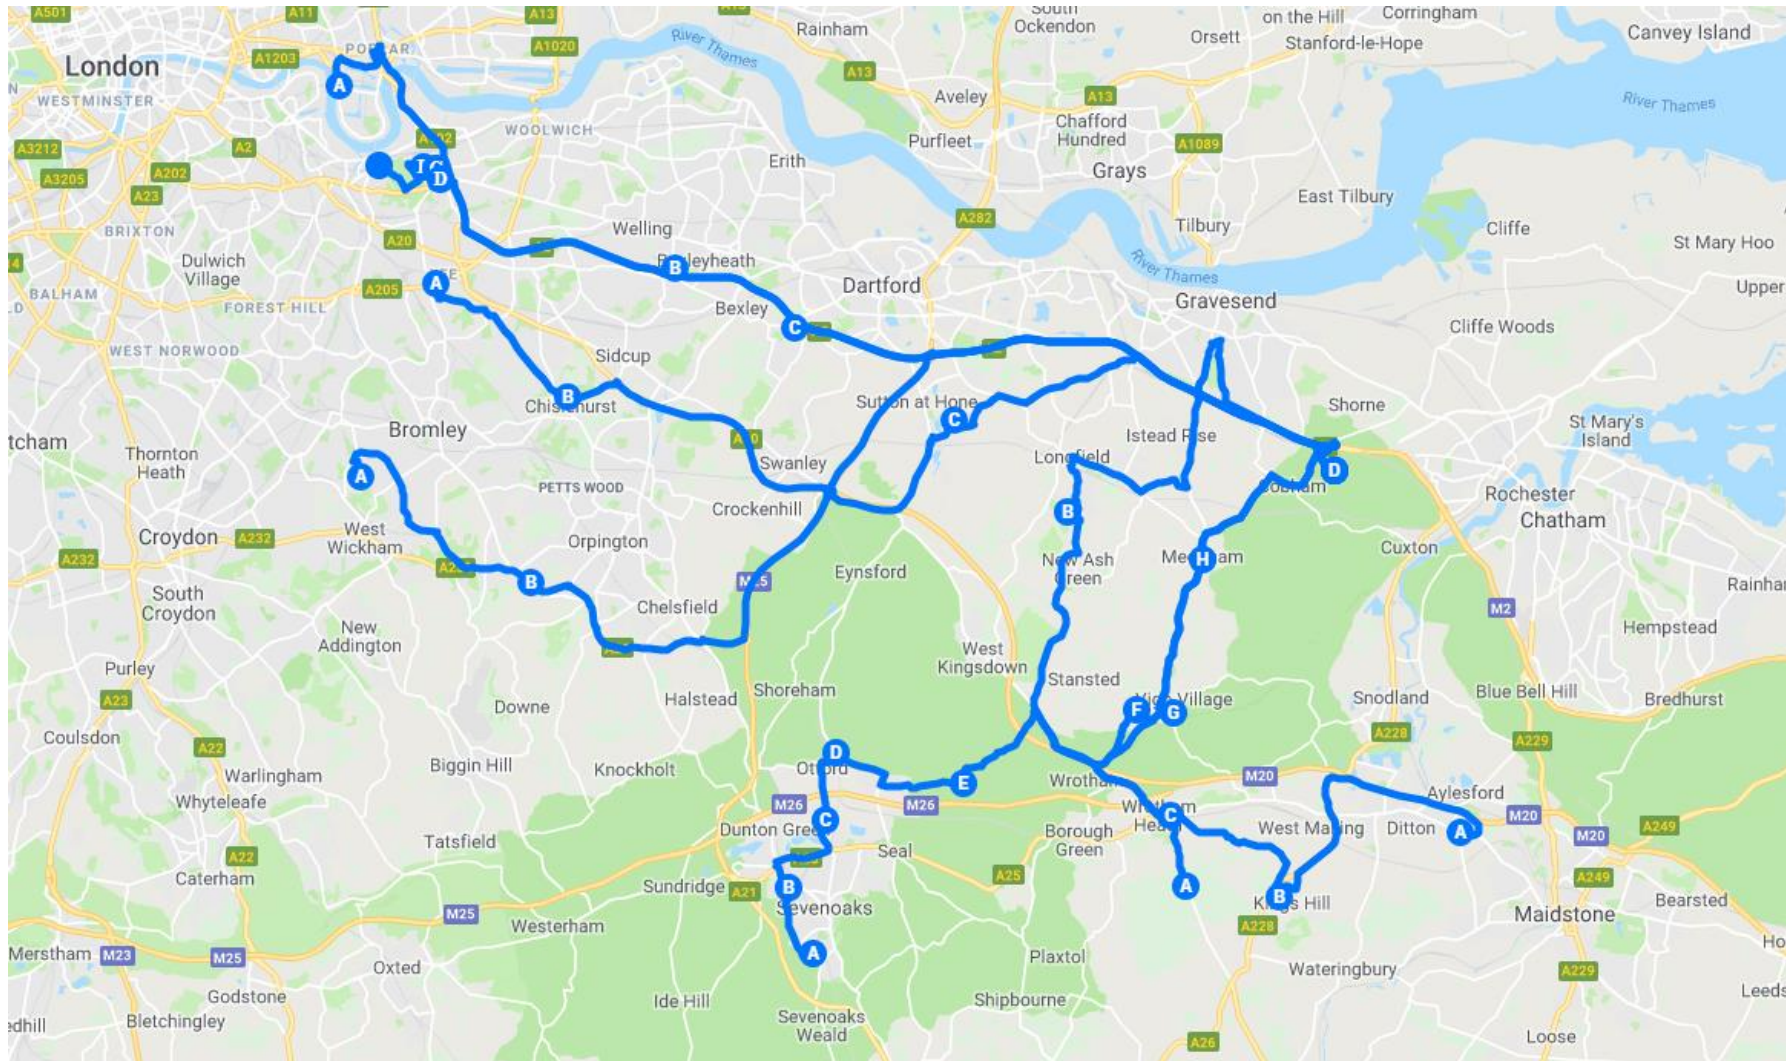 A501
A11
A13
South
Ockendon
on the Hill
Corringham
Rainham
Orsett
Stanford-le-Hope
Canvey Island
London
A1203
A1020
River Thames
A13
WESTMINSTER
Aveley
A13
River Thames
A
Chafford
Hundred
A3212
A2
WOOLWICH
Purfleet
A1089
Erith
Grays
A3205
A202
A23
D
East Tilbury
A282
Tilbury
Cliffe
BRIXTON
Welling
A20
St Mary Hoo
Dulwich
Village
B
River Thames
A205
A
Dartford
Upper
BALHAM
FOREST HILL
Bexley
Gravesend
C
Cliffe Woods
WEST NORWOOD
Sidcup
B
Sutton at Hone
C
Shorne
St Mary's
Island
Bromley
Istead Rise
tcham
Thornton
Heath
Swanley
D
A
PETTS WOOD
Rochester
Crockenhill
B
Chatham
Croydon
A232
West
Wickham
Orpington
Cuxton
A232
H
B
Eynsford
South
Croydon
Chelsfield
M2
New
Addington
Hempstead
Purley
West
Kingsdown
Stansted
A23
Halstead
Shoreham
Snodland
Blue Bell Hill
Bredhurst
Downe
F
G
Coulsdon
A22
A228
A229
D
Biggin Hill
Knockholt
Warlingham
E
M20
Whyteleafe
M26
M26
Aylesford
C
C
M20
Tatsfield
Borough
Green
Ditton
A
M20
A249
A22
Seal
Caterham
Sundridge
A21
B
A25
A
B
A249
M25
Sevenoaks
Bearsted
Westerham
A228
Maidstone
Merstham
M23
M25
A
Plaxtol
Oxted
Wateringbury
A229
Godstone
Ide Hill
Shipbourne
Leeds
Bletchingley
Sevenoaks
Weald
A26
Loose